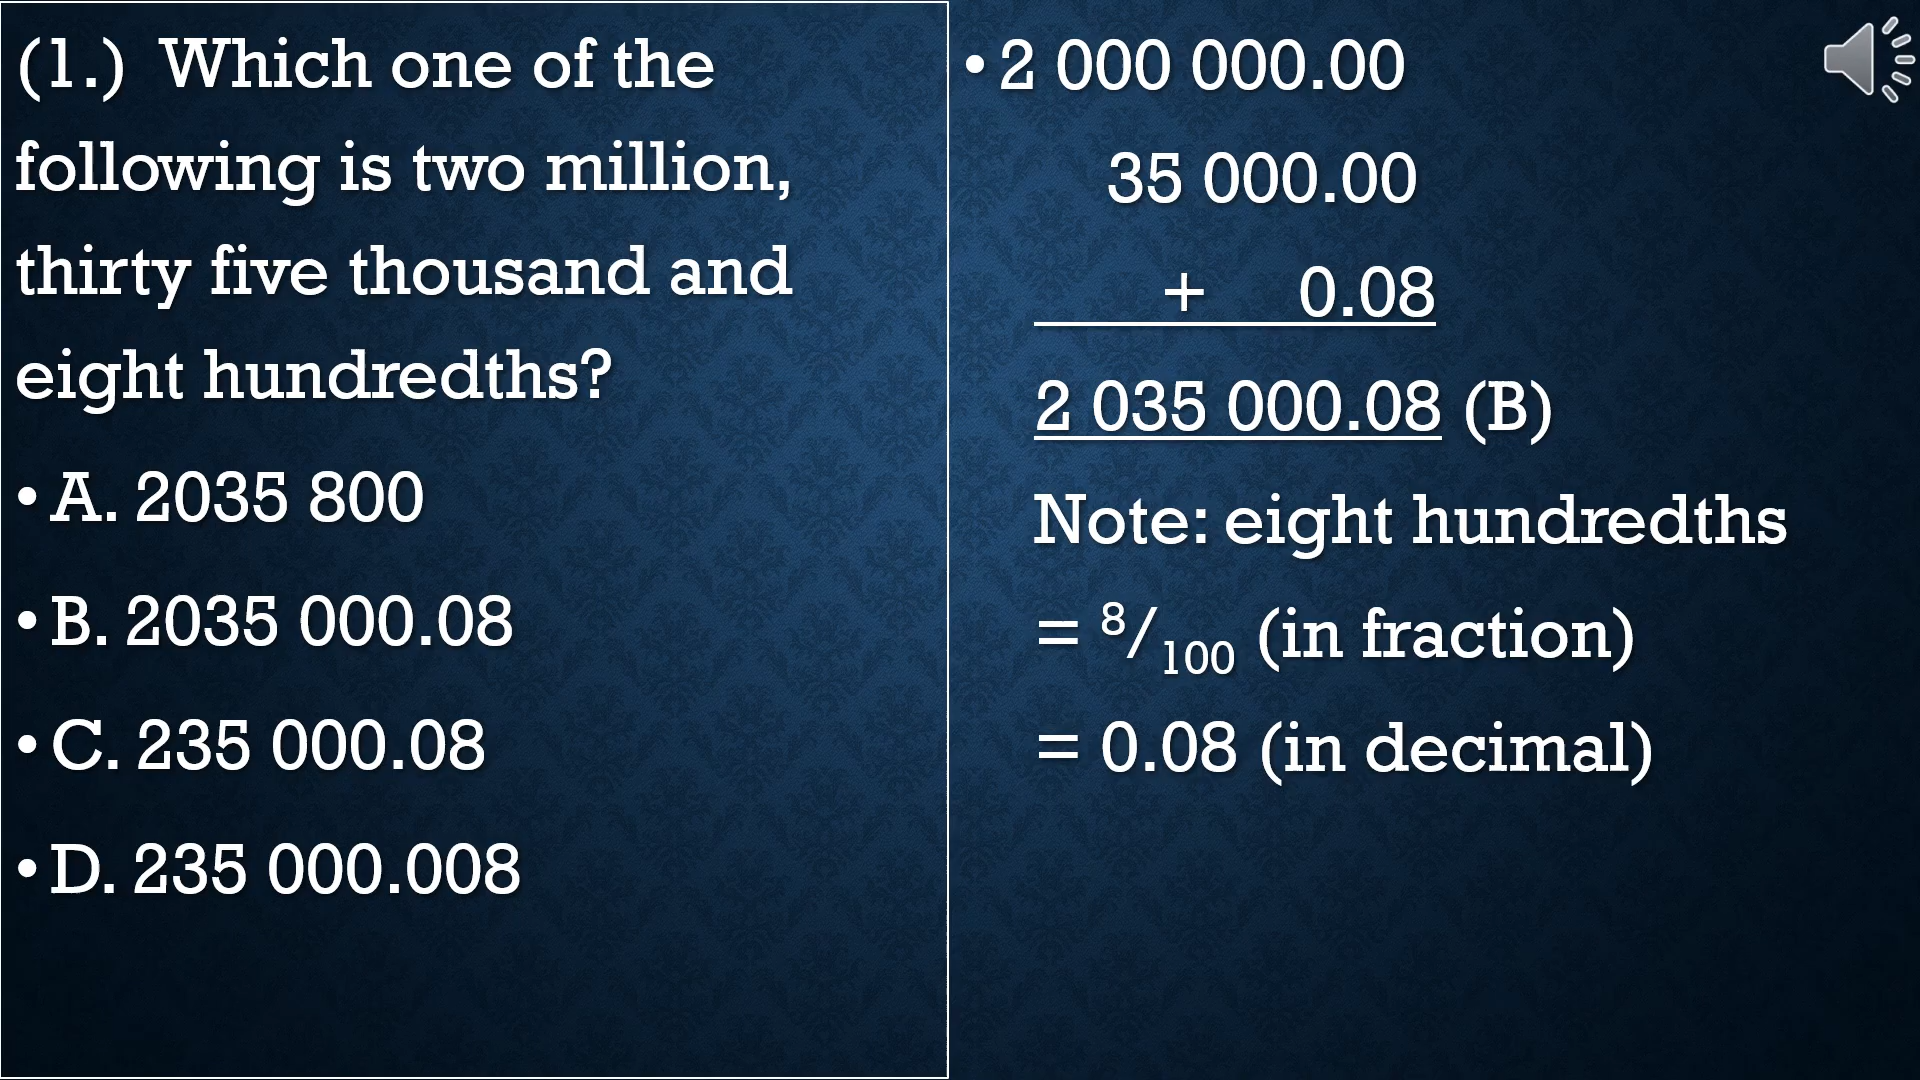 (1.) Which one of the
following is two million,
thirty five thousand and
eight hundredths?
• A. 2035 800
• B. 2035 000.08
• C. 235 000.08
• D. 235 000.008
• 2 000 000.00
35 000.00
+ 0.08
2 035 000.08 (B)
Note: eight hundredths
= ⁸/₁₀₀ (in fraction)
= 0.08 (in decimal)